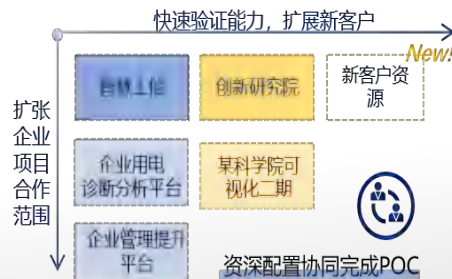 快速验证能力，扩展新客户
New!
扩张
企业
项目
合作
范围
智慧工信
创新研究院
新客户资
源
企业用电
诊断分析平台
某科学院可
视化二期
企业管理提升
平台
资深配置协同完成POC